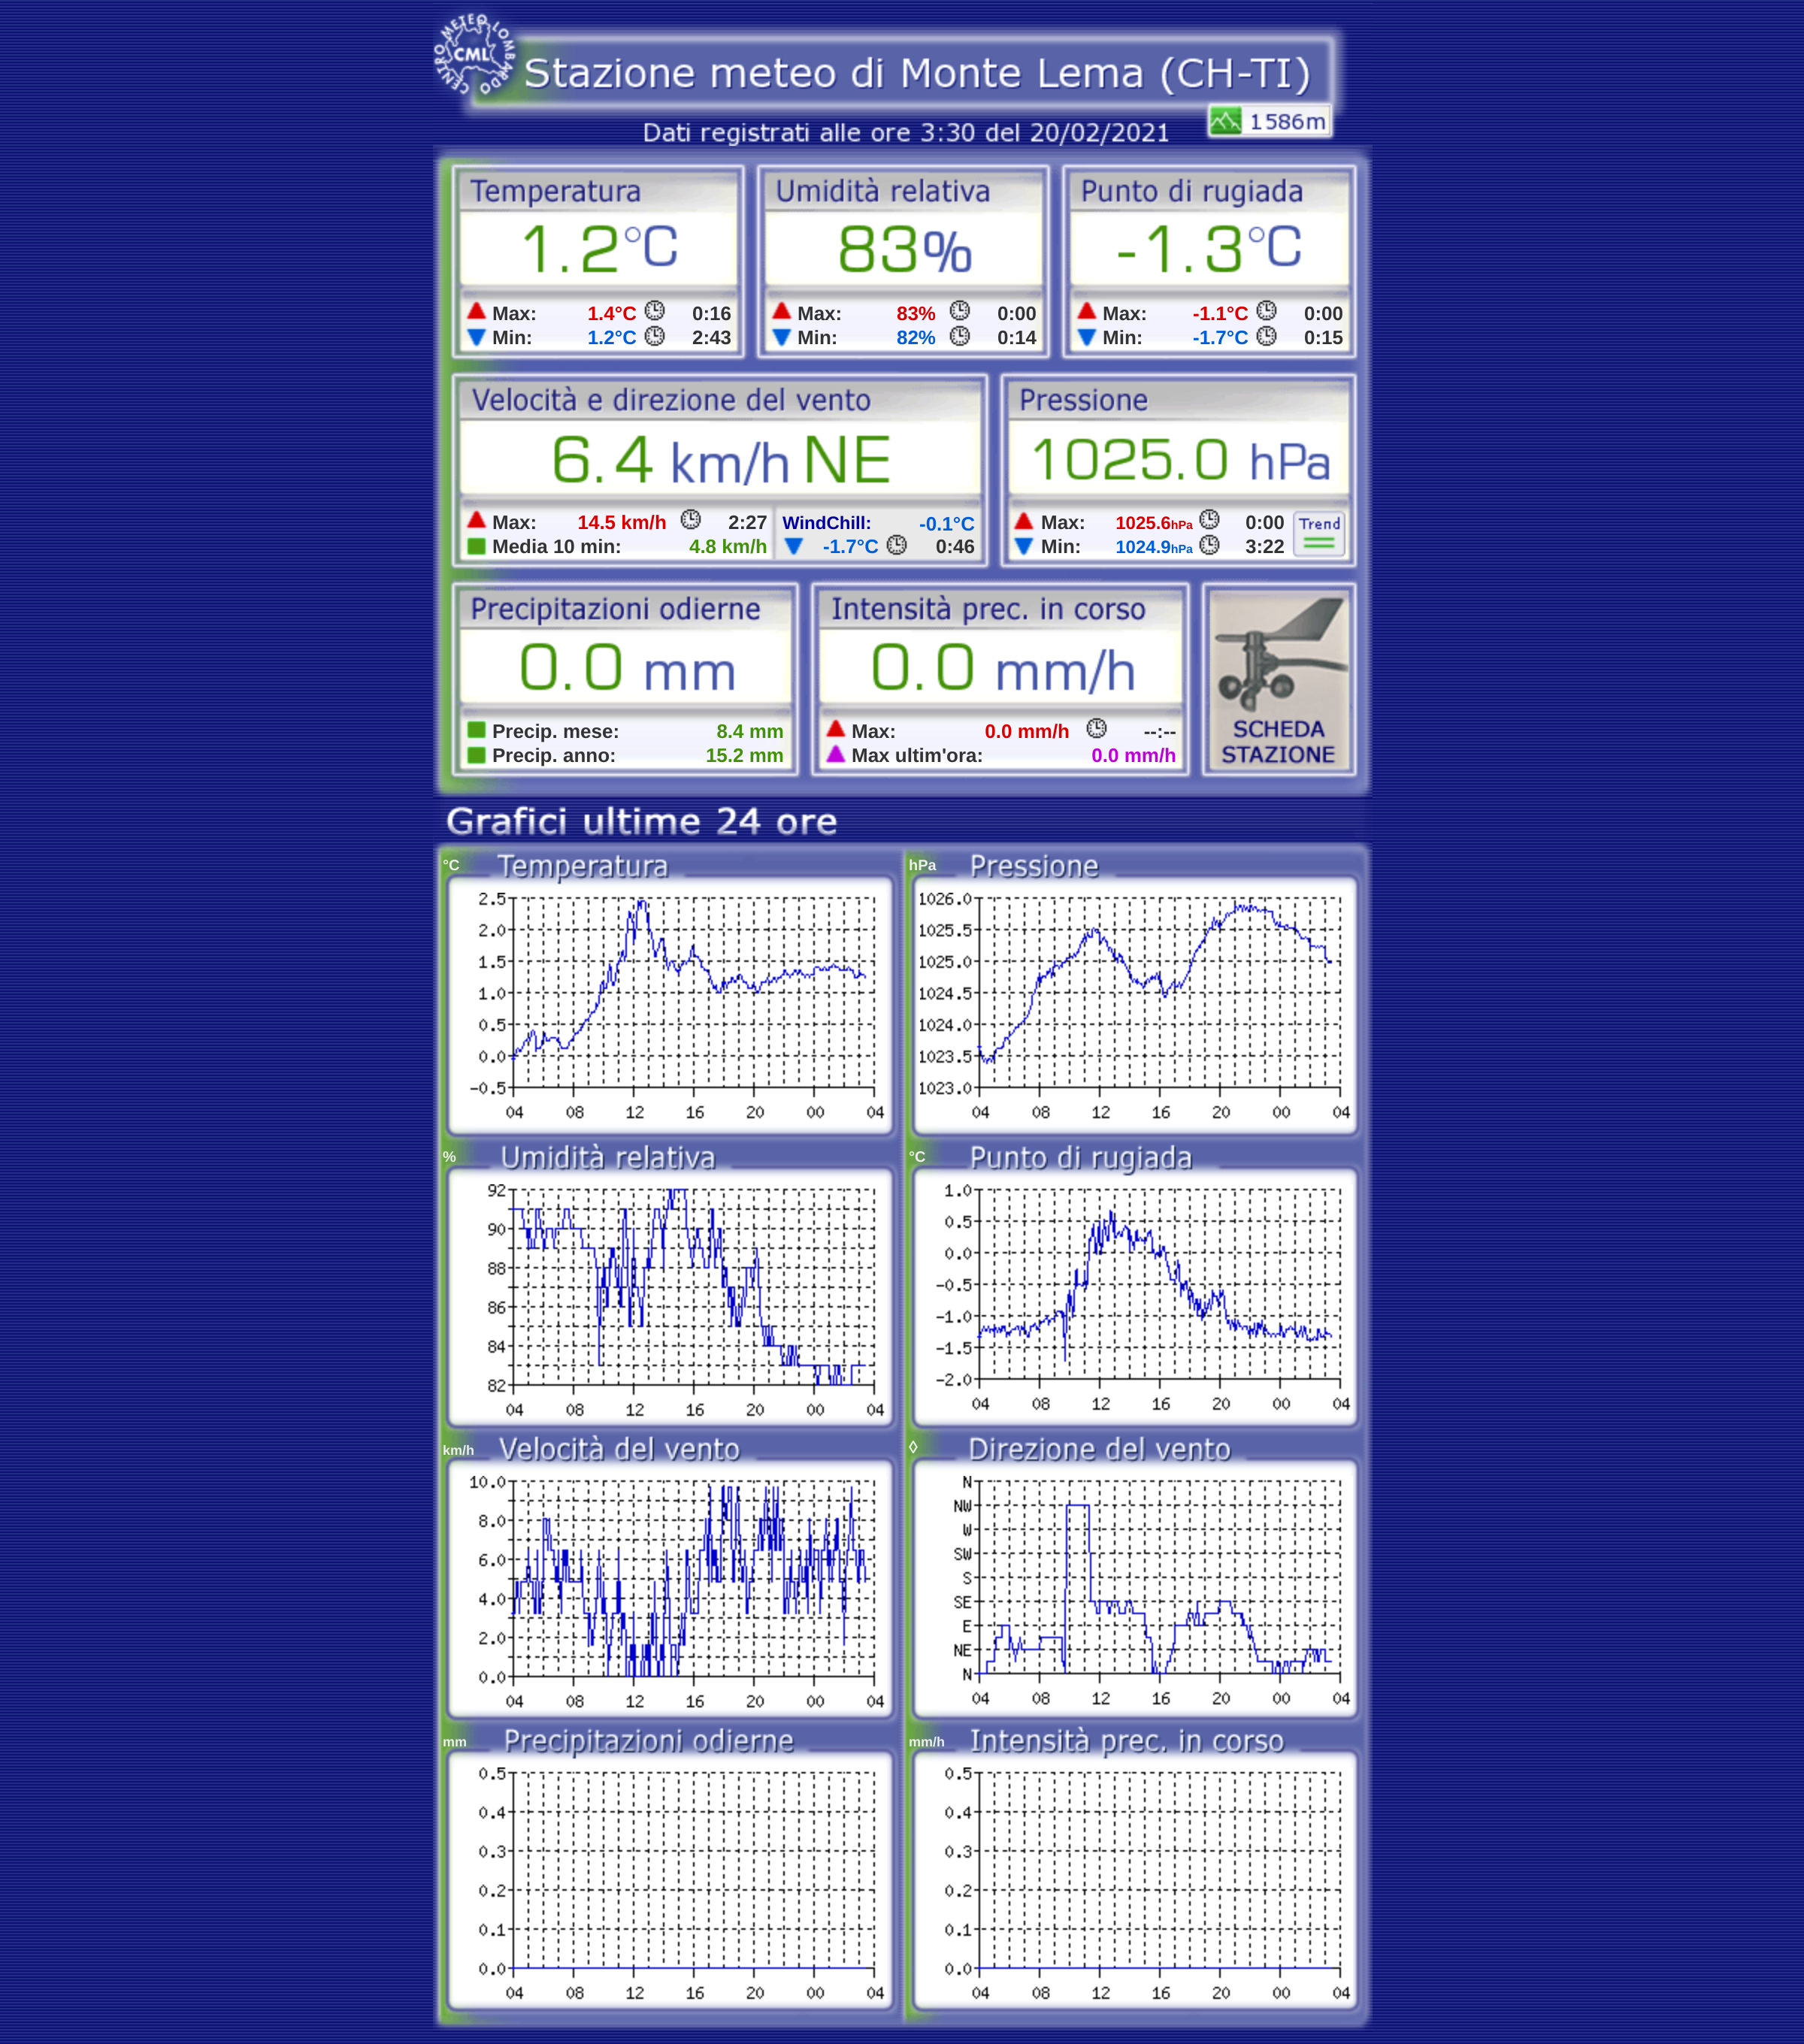 CENTRO METEO LOMBARDO
CML
Stazione meteo di Monte Lema (CH-TI)
1586m
Dati registrati alle ore 3:30 del 20/02/2021
Temperatura Umidità relativa Punto di rugiada
1.2°C 83% -1.3°C
Max: 1.4°C 0:16 Max: 83% 0:00 Max: -1.1°C 0:00
Min: 1.2°C 2:43 Min: 82% 0:14 Min: -1.7°C 0:15
Velocità e direzione del vento Pressione
6.4 km/h NE 1025.0 hPa
Max: 14.5 km/h 2:27 WindChill: -0.1°C Max: 1025.6hPa 0:00 Trend
Media 10 min: 4.8 km/h -1.7°C 0:46 Min: 1024.9hPa 3:22
Precipitazioni odierne Intensità prec. in corso
0.0 mm 0.0 mm/h
Precip. mese: 8.4 mm Max: 0.0 mm/h --:-- SCHEDA
Precip. anno: 15.2 mm Max ultim'ora: 0.0 mm/h STAZIONE
Grafici ultime 24 ore
°C Temperatura
2.5
2.0
1.5
1.0
0.5
0.0
-0.5
04 08 12 16 20 00 04
hPa Pressione
1026.0
1025.5
1025.0
1024.5
1024.0
1023.5
1023.0
04 08 12 16 20 00 04
% Umidità relativa
92
90
88
86
84
82
04 08 12 16 20 00 04
°C Punto di rugiada
1.0
0.5
0.0
-0.5
-1.0
-1.5
-2.0
04 08 12 16 20 00 04
km/h Velocità del vento
10.0
8.0
6.0
4.0
2.0
0.0
04 08 12 16 20 00 04
◊ Direzione del vento
N
NW
W
SW
S
SE
E
NE
N
04 08 12 16 20 00 04
mm Precipitazioni odierne
0.5
0.4
0.3
0.2
0.1
0.0
04 08 12 16 20 00 04
mm/h Intensità prec. in corso
0.5
0.4
0.3
0.2
0.1
0.0
04 08 12 16 20 00 04